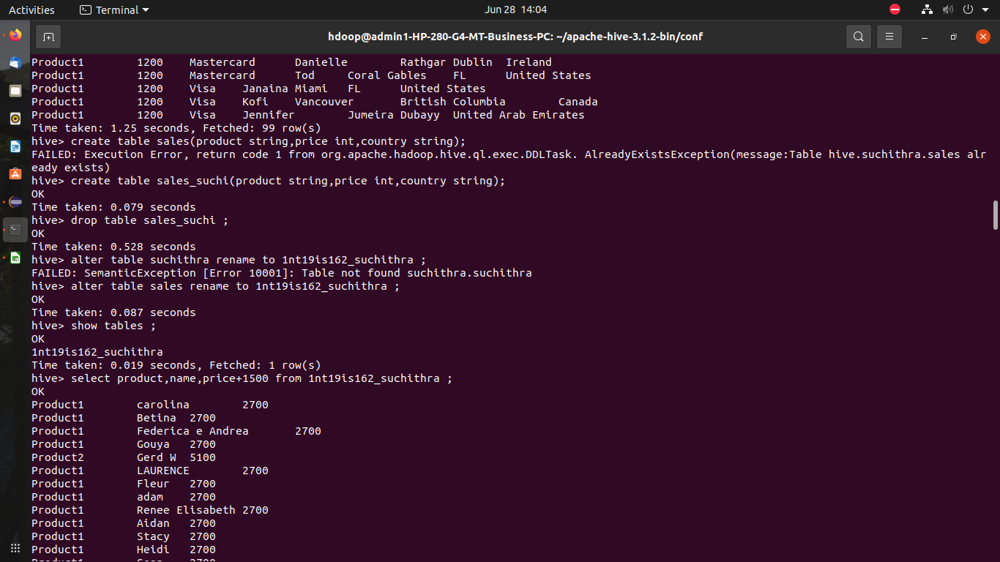 Activities Terminal Jun 28 14:04
hdoop@admin1-HP-280-G4-MT-Business-PC: ~/apache-hive-3.1.2-bin/conf
Product1 1200 Mastercard Danielle Rathgar Dublin Ireland
Product1 1200 Mastercard Tod Coral Gables FL United States
Product1 1200 Visa Janaina Miami FL United States
Product1 1200 Visa Kofi Vancouver British Columbia Canada
Product1 1200 Visa Jennifer Jumeira Dubayy United Arab Emirates
Time taken: 1.25 seconds, Fetched: 99 row(s)
hive> create table sales(product string,price int,country string);
FAILED: Execution Error, return code 1 from org.apache.hadoop.hive.ql.exec.DDLTask. AlreadyExistsException(message:Table hive.suchithra.sales alr
eady exists)
hive> create table sales_suchi(product string,price int,country string);
OK
Time taken: 0.079 seconds
hive> drop table sales_suchi ;
OK
Time taken: 0.528 seconds
hive> alter table suchithra rename to 1nt19is162_suchithra ;
FAILED: SemanticException [Error 10001]: Table not found suchithra.suchithra
hive> alter table sales rename to 1nt19is162_suchithra ;
OK
Time taken: 0.087 seconds
hive> show tables ;
OK
1nt19is162_suchithra
Time taken: 0.019 seconds, Fetched: 1 row(s)
hive> select product,name,price+1500 from 1nt19is162_suchithra ;
OK
Product1 carolina 2700
Product1 Betina 2700
Product1 Federica e Andrea 2700
Product1 Gouya 2700
Product2 Gerd W 5100
Product1 LAURENCE 2700
Product1 Fleur 2700
Product1 adam 2700
Product1 Renee Elisabeth 2700
Product1 Aidan 2700
Product1 Stacy 2700
Product1 Heidi 2700